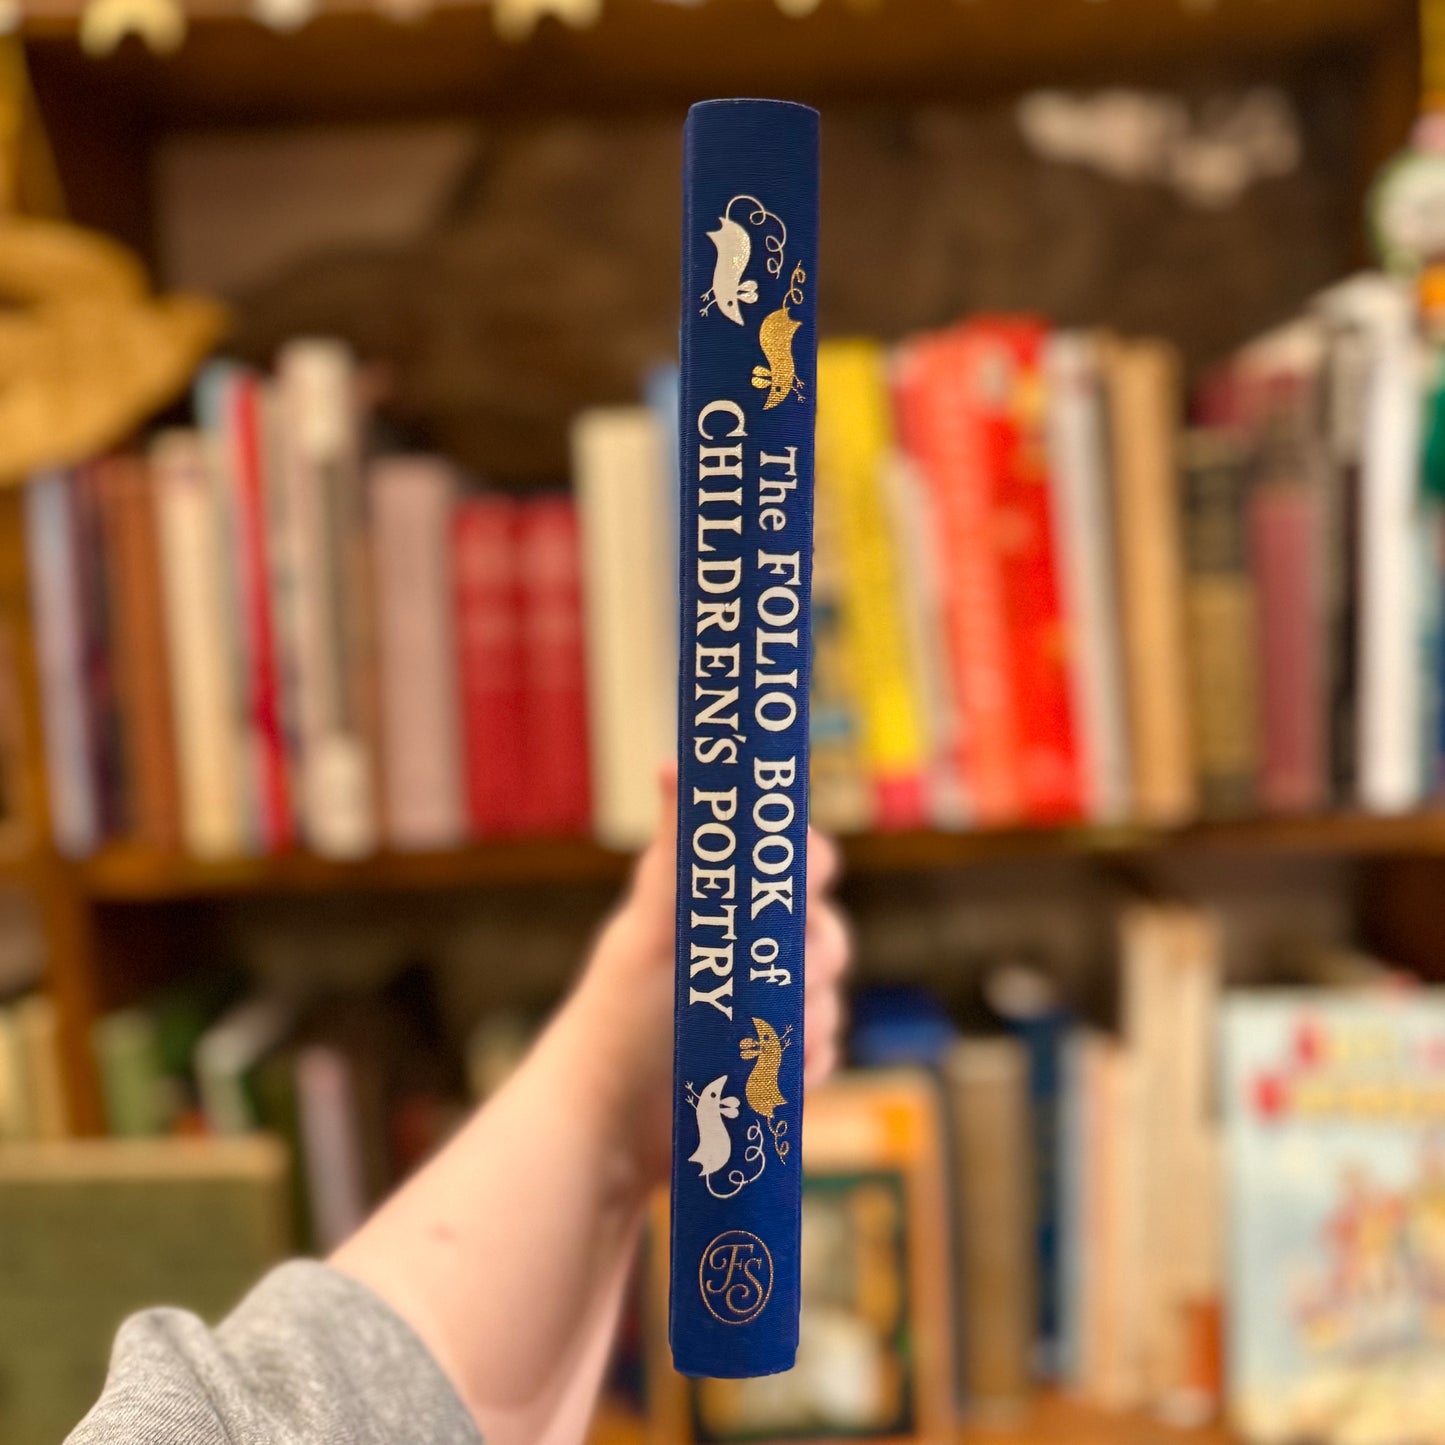 The FOLIO BOOK of
CHILDREN'S POETRY
FS